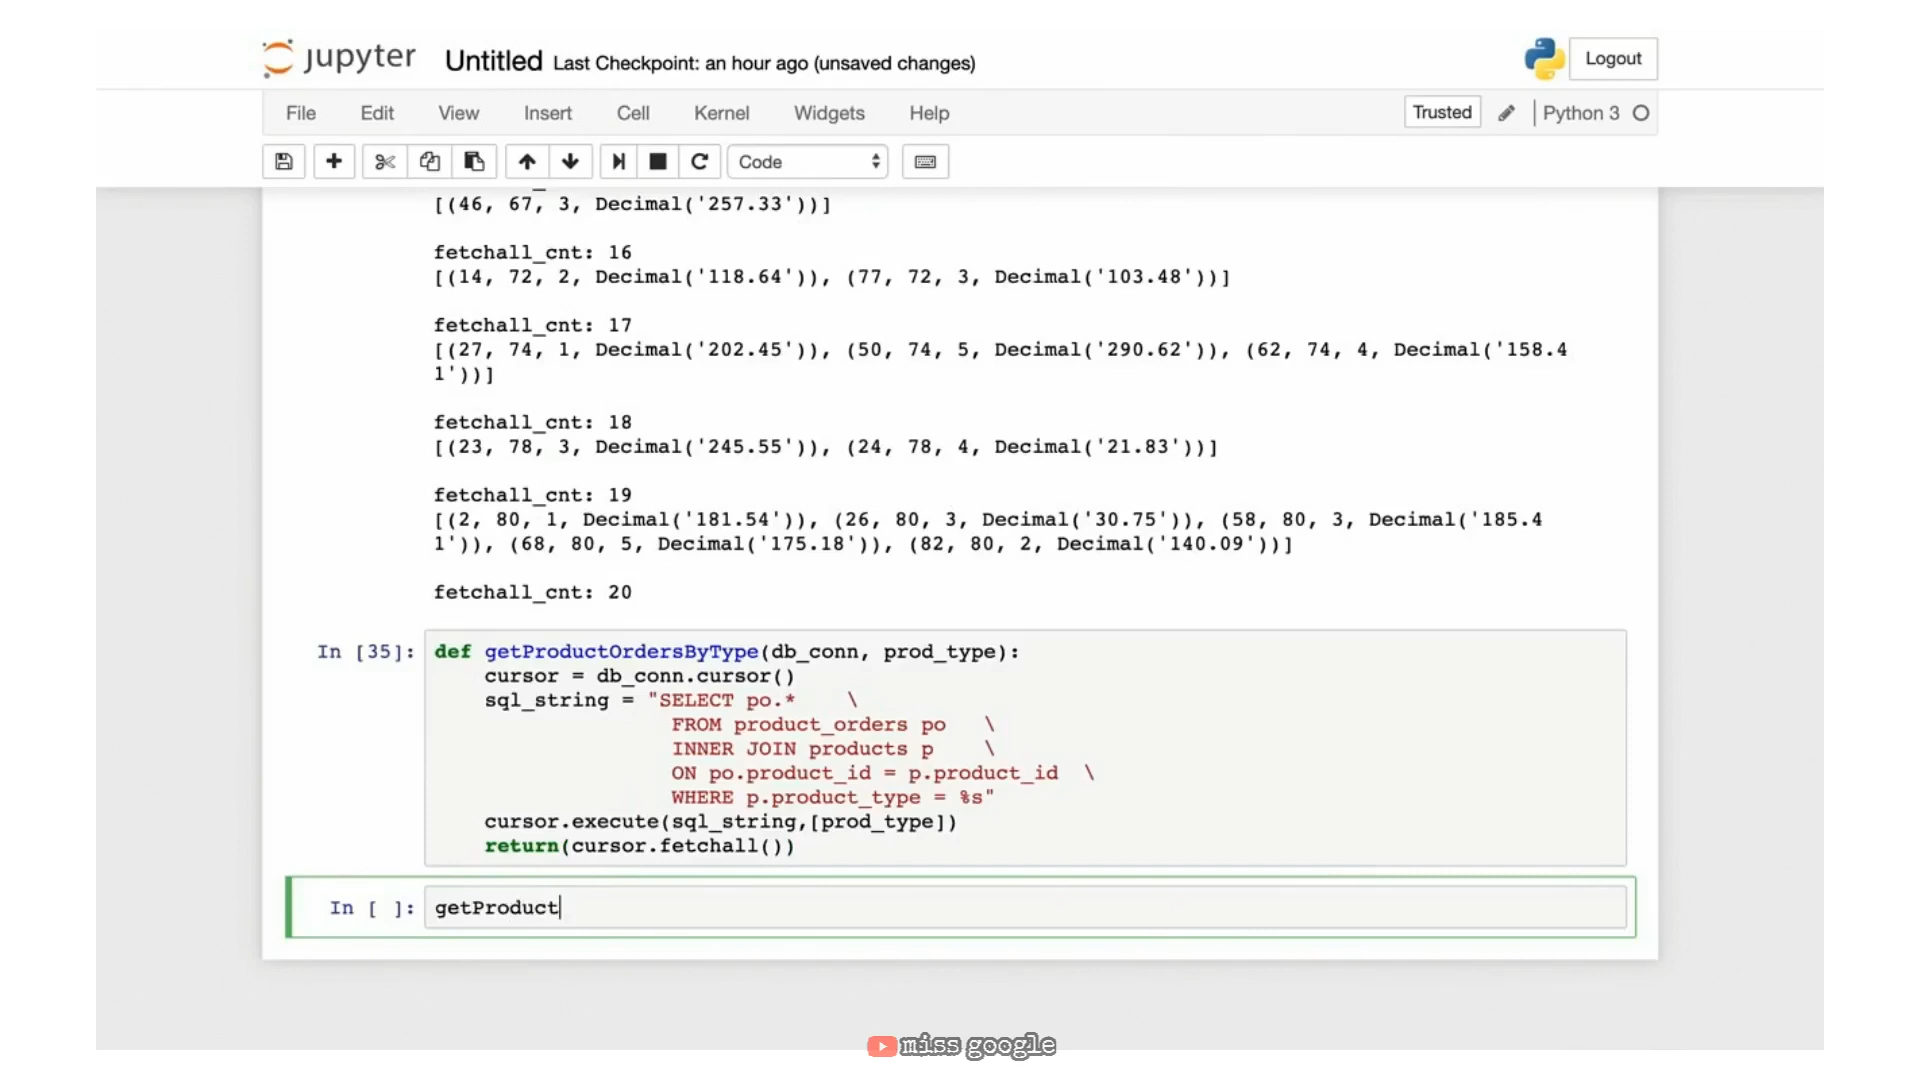 jupyter Untitled Last Checkpoint: an hour ago (unsaved changes) Logout
File Edit View Insert Cell Kernel Widgets Help Trusted Python 3
Code
[(46, 67, 3, Decimal('257.33'))]
fetchall_cnt: 16
[(14, 72, 2, Decimal('118.64')), (77, 72, 3, Decimal('103.48'))]
fetchall_cnt: 17
[(27, 74, 1, Decimal('202.45')), (50, 74, 5, Decimal('290.62')), (62, 74, 4, Decimal('158.4
1'))]
fetchall_cnt: 18
[(23, 78, 3, Decimal('245.55')), (24, 78, 4, Decimal('21.83'))]
fetchall_cnt: 19
[(2, 80, 1, Decimal('181.54')), (26, 80, 3, Decimal('30.75')), (58, 80, 3, Decimal('185.4
1')), (68, 80, 5, Decimal('175.18')), (82, 80, 2, Decimal('140.09'))]
fetchall_cnt: 20
In [35]: def getProductOrdersByType(db_conn, prod_type):
cursor = db_conn.cursor()
sql_string = "SELECT po.* \
FROM product_orders po \
INNER JOIN products p \
ON po.product_id = p.product_id \
WHERE p.product_type = %s"
cursor.execute(sql_string,[prod_type])
return(cursor.fetchall())
In [ ]: getProduct
miss google